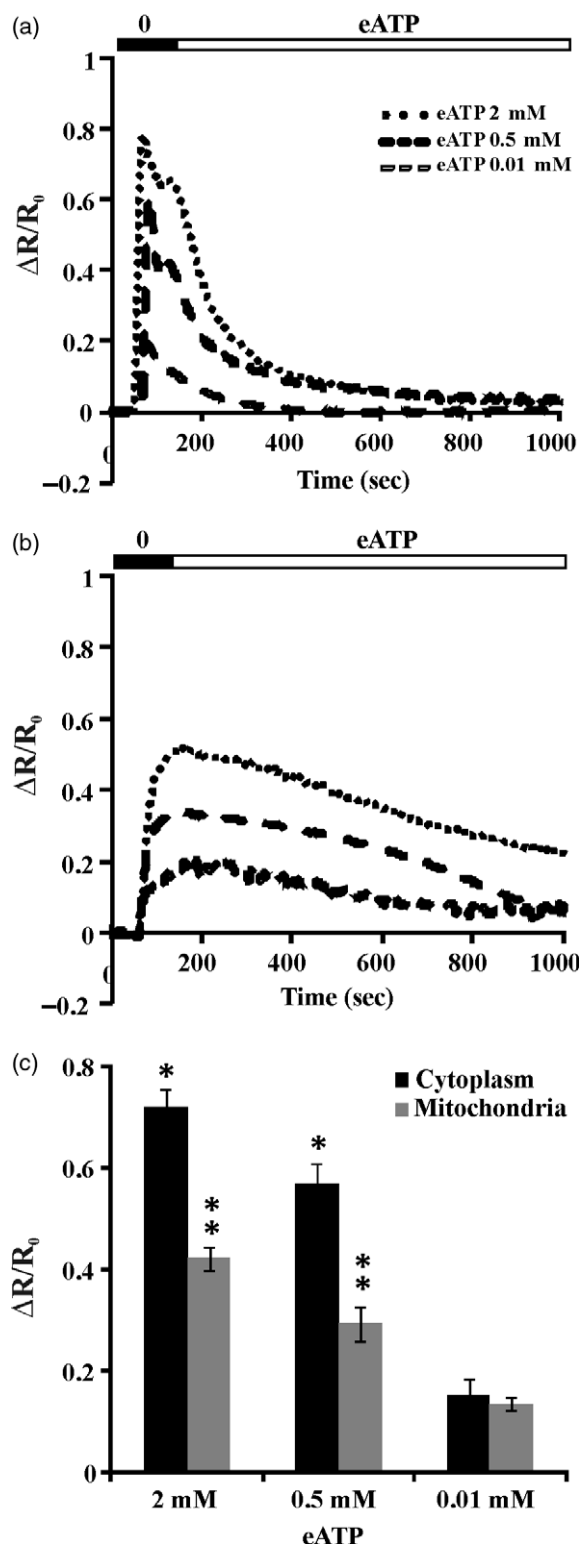 (a)
0 eATP
1
0.8
0.6
0.4
0.2
0
−0.2
ΔR/R0
eATP 2 mM
eATP 0.5 mM
eATP 0.01 mM
0 200 400 600 800 1000
Time (sec)
(b)
0 eATP
1
0.8
0.6
0.4
0.2
0
−0.2
ΔR/R0
0 200 400 600 800 1000
Time (sec)
(c)
0.8
0.6
0.4
0.2
0
ΔR/R0
Cytoplasm
Mitochondria
*
**
*
**
2 mM 0.5 mM 0.01 mM
eATP